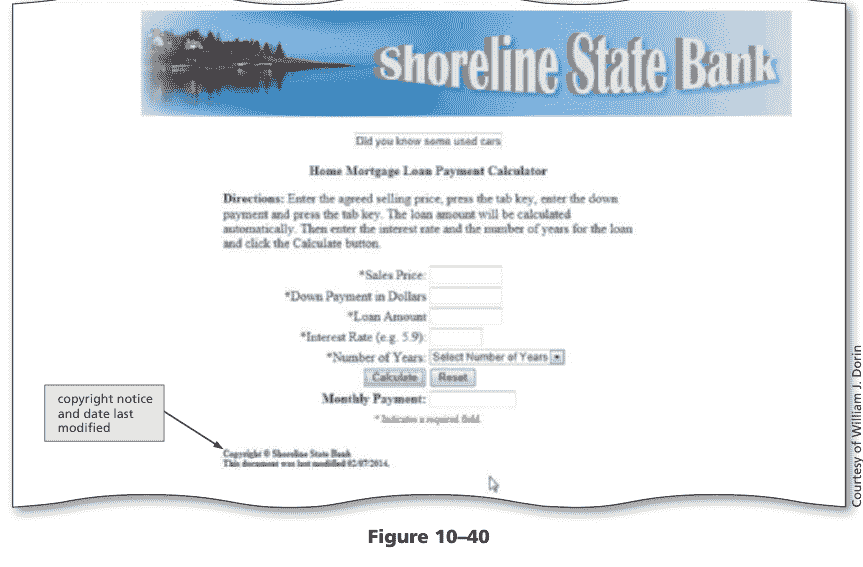 Shoreline State Bank
Did you know some used cars
Home Mortgage Loan Payment Calculator
Directions: Enter the agreed selling price, press the tab key, enter the down
payment and press the tab key. The loan amount will be calculated
automatically. Then enter the interest rate and the number of years for the loan
and click the Calculate button.
*Sales Price:
*Down Payment in Dollars
*Loan Amount
*Interest Rate (e.g. 5.9):
*Number of Years: Select Number of Years
Calculate Reset
Monthly Payment:
* Indicates a required field.
copyright notice
and date last
modified
Copyright © Shoreline State Bank
This document was last modified 02/07/2014.
Courtesy of William J. Dorin
Figure 10–40